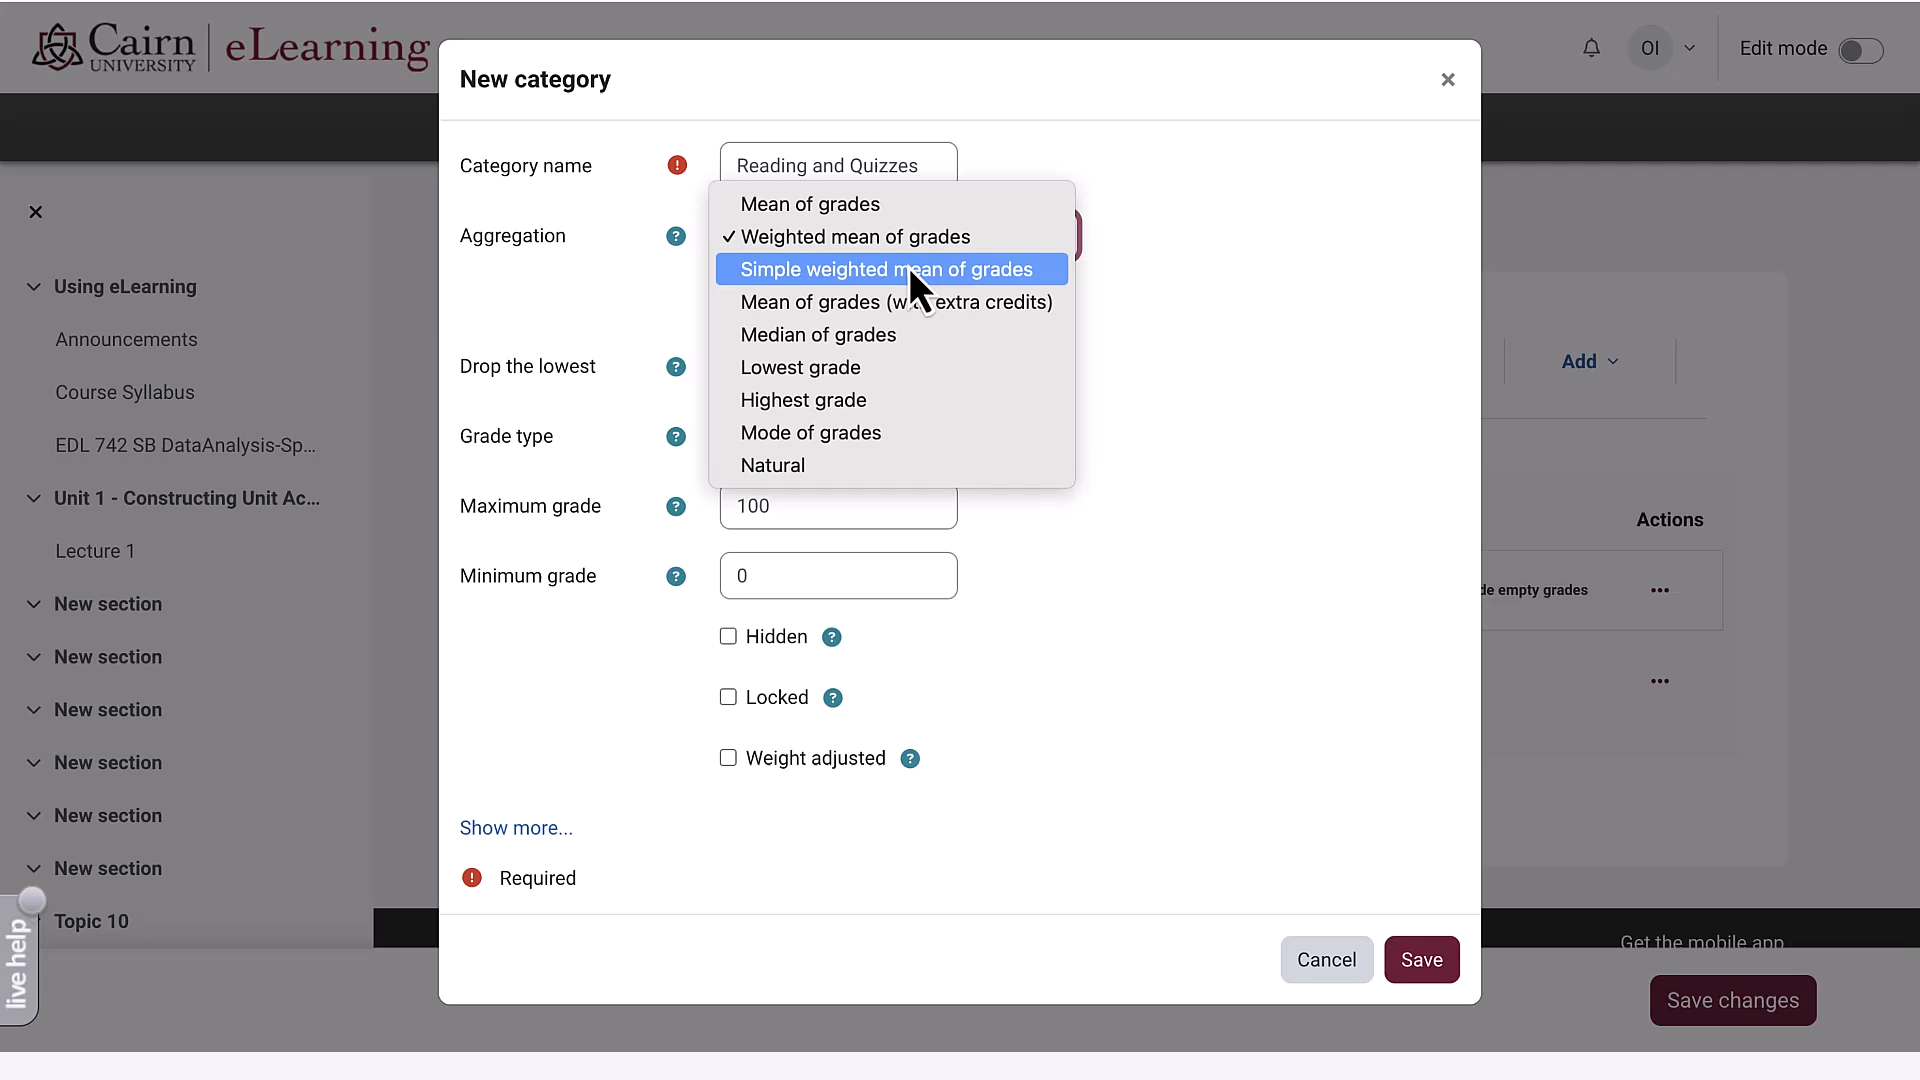 Cairn
UNIVERSITY
eLearning
OI
Edit mode
New category
×
Category name
!
Reading and Quizzes
Aggregation
?
Mean of grades
✓ Weighted mean of grades
Simple weighted mean of grades
Mean of grades (w extra credits)
Median of grades
Lowest grade
Highest grade
Mode of grades
Natural
Drop the lowest
?
Grade type
?
Maximum grade
?
100
Minimum grade
?
0
Hidden
?
Locked
?
Weight adjusted
?
Show more...
!
Required
Cancel
Save
×
Using eLearning
Announcements
Course Syllabus
EDL 742 SB DataAnalysis-Sp...
Unit 1 - Constructing Unit Ac...
Lecture 1
New section
New section
New section
New section
New section
New section
Topic 10
live help
Add
Actions
de empty grades
Get the mobile app
Save changes